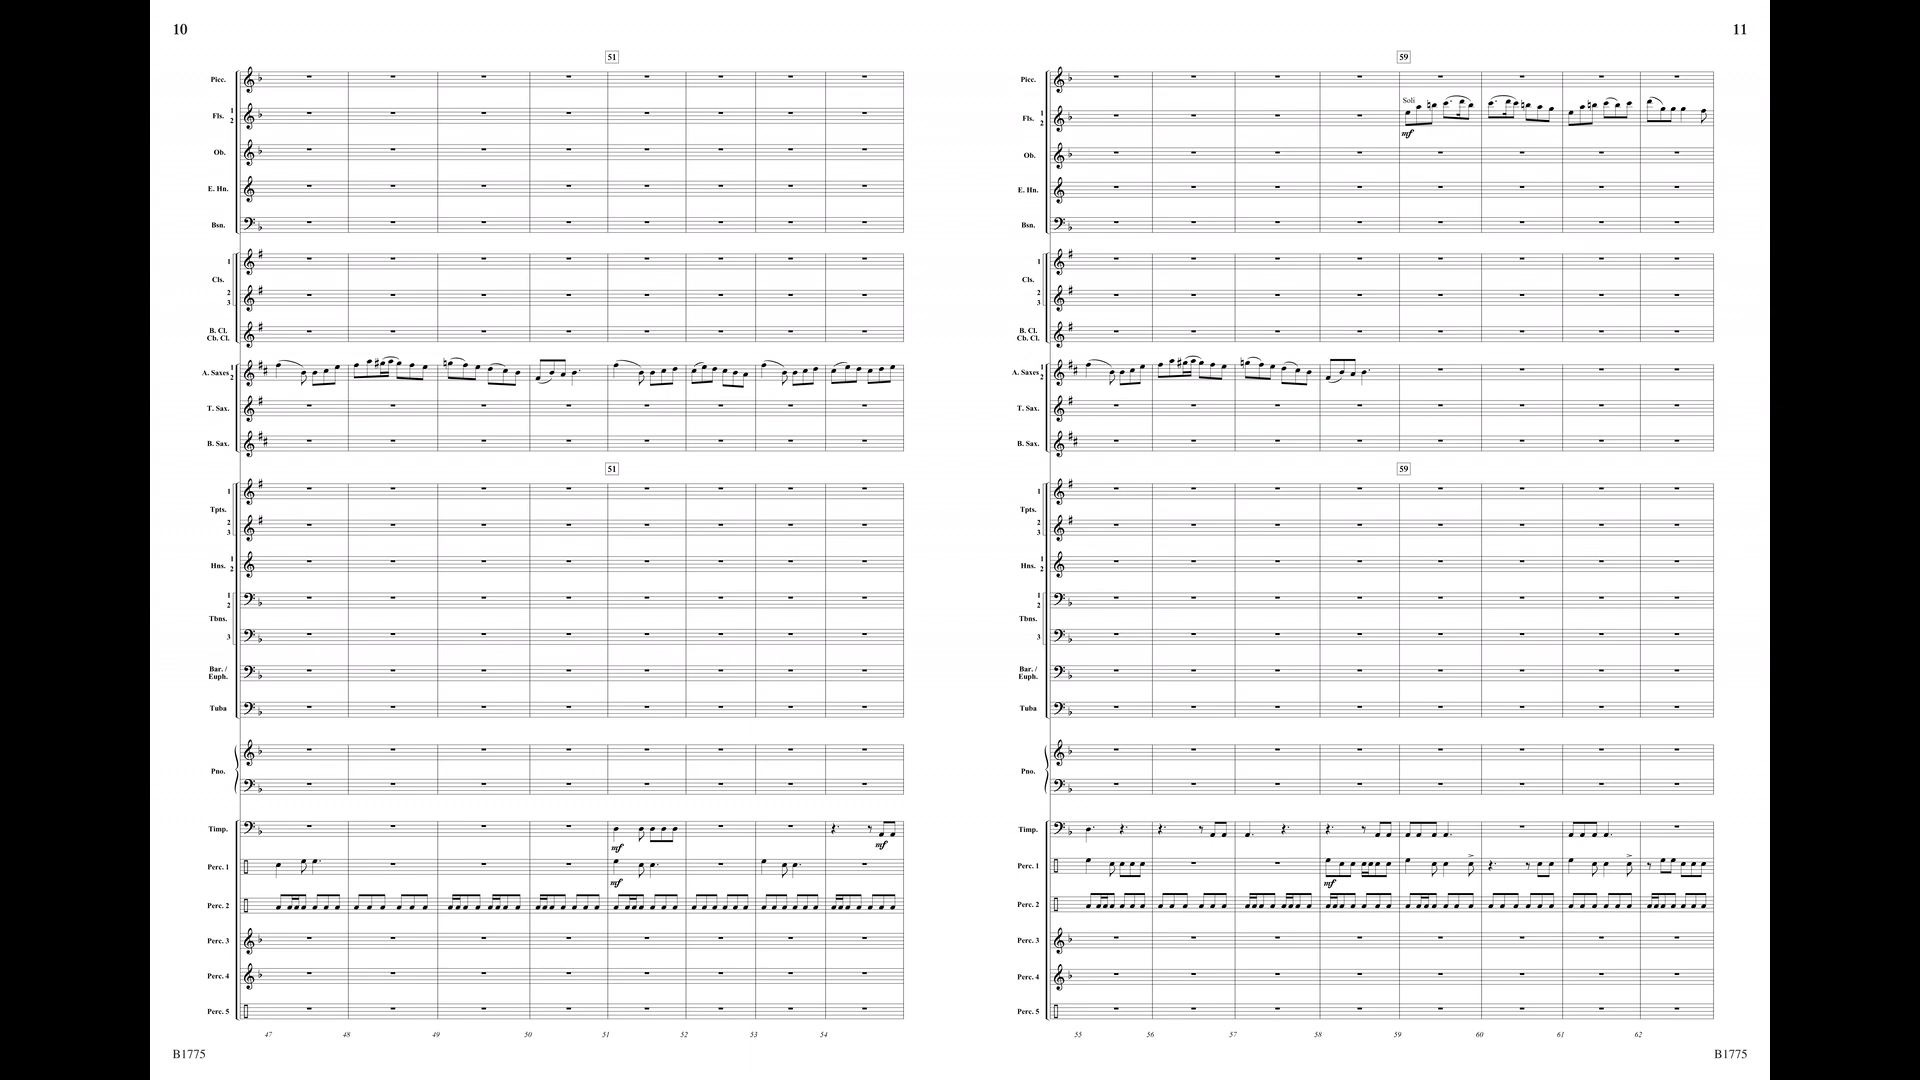 10
51
Picc.
Fls. 1 2
Ob.
E. Hn.
Bsn.
1
Cls.
2
3
B. Cl.
Cb. Cl.
A. Saxes 1 2
T. Sax.
B. Sax.
51
1
Tpts.
2
3
Hns. 1 2
1
2
Tbns.
3
Bar. /
Euph.
Tuba
Pno.
Timp.
mf
mf
Perc. 1
mf
Perc. 2
Perc. 3
Perc. 4
Perc. 5
47 48 49 50 51 52 53 54
B1775
11
59
Picc.
Soli
Fls. 1 2
mf
Ob.
E. Hn.
Bsn.
1
Cls.
2
3
B. Cl.
Cb. Cl.
A. Saxes 1 2
T. Sax.
B. Sax.
59
1
Tpts.
2
3
Hns. 1 2
1
2
Tbns.
3
Bar. /
Euph.
Tuba
Pno.
Timp.
Perc. 1
mf
Perc. 2
Perc. 3
Perc. 4
Perc. 5
55 56 57 58 59 60 61 62
B1775